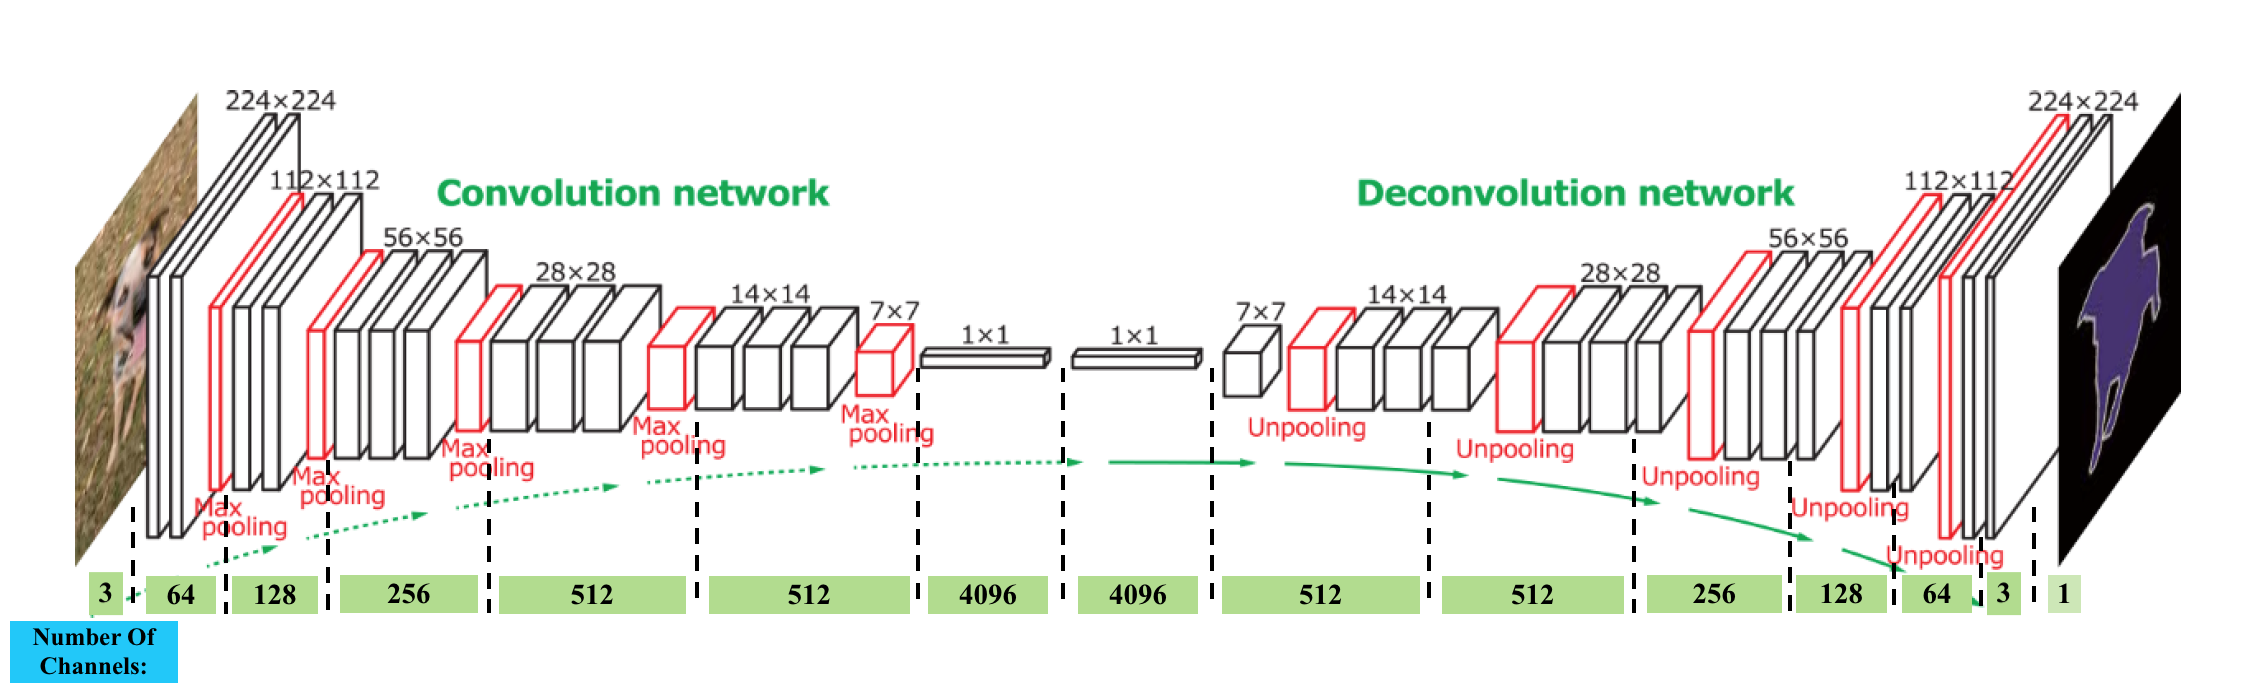 224×224
112×112
56×56
28×28
14×14
7×7
1×1
1×1
7×7
14×14
28×28
56×56
112×112
224×224
Convolution network
Deconvolution network
Max
pooling
Max
pooling
Max
pooling
Max
pooling
Max
pooling
Unpooling
Unpooling
Unpooling
Unpooling
Unpooling
3 64 128 256 512 512 4096 4096 512 512 256 128 64 3 1
Number Of
Channels: